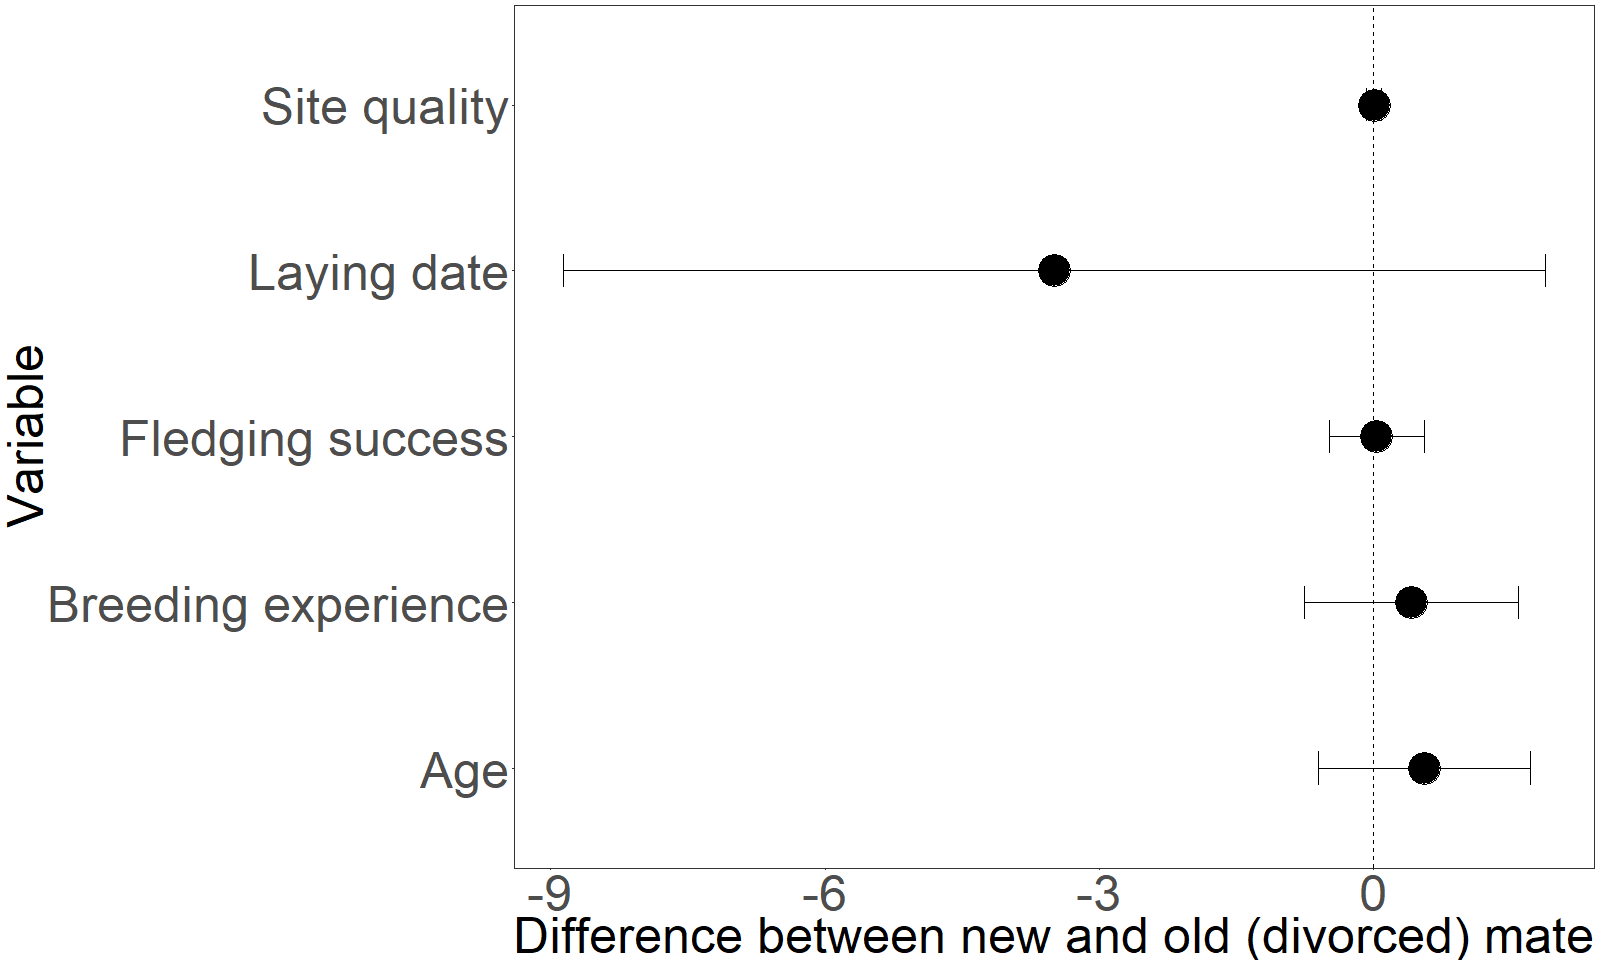 Site quality
Laying date
Fledging success
Breeding experience
Age
Variable
-9 -6 -3 0
Difference between new and old (divorced) mate